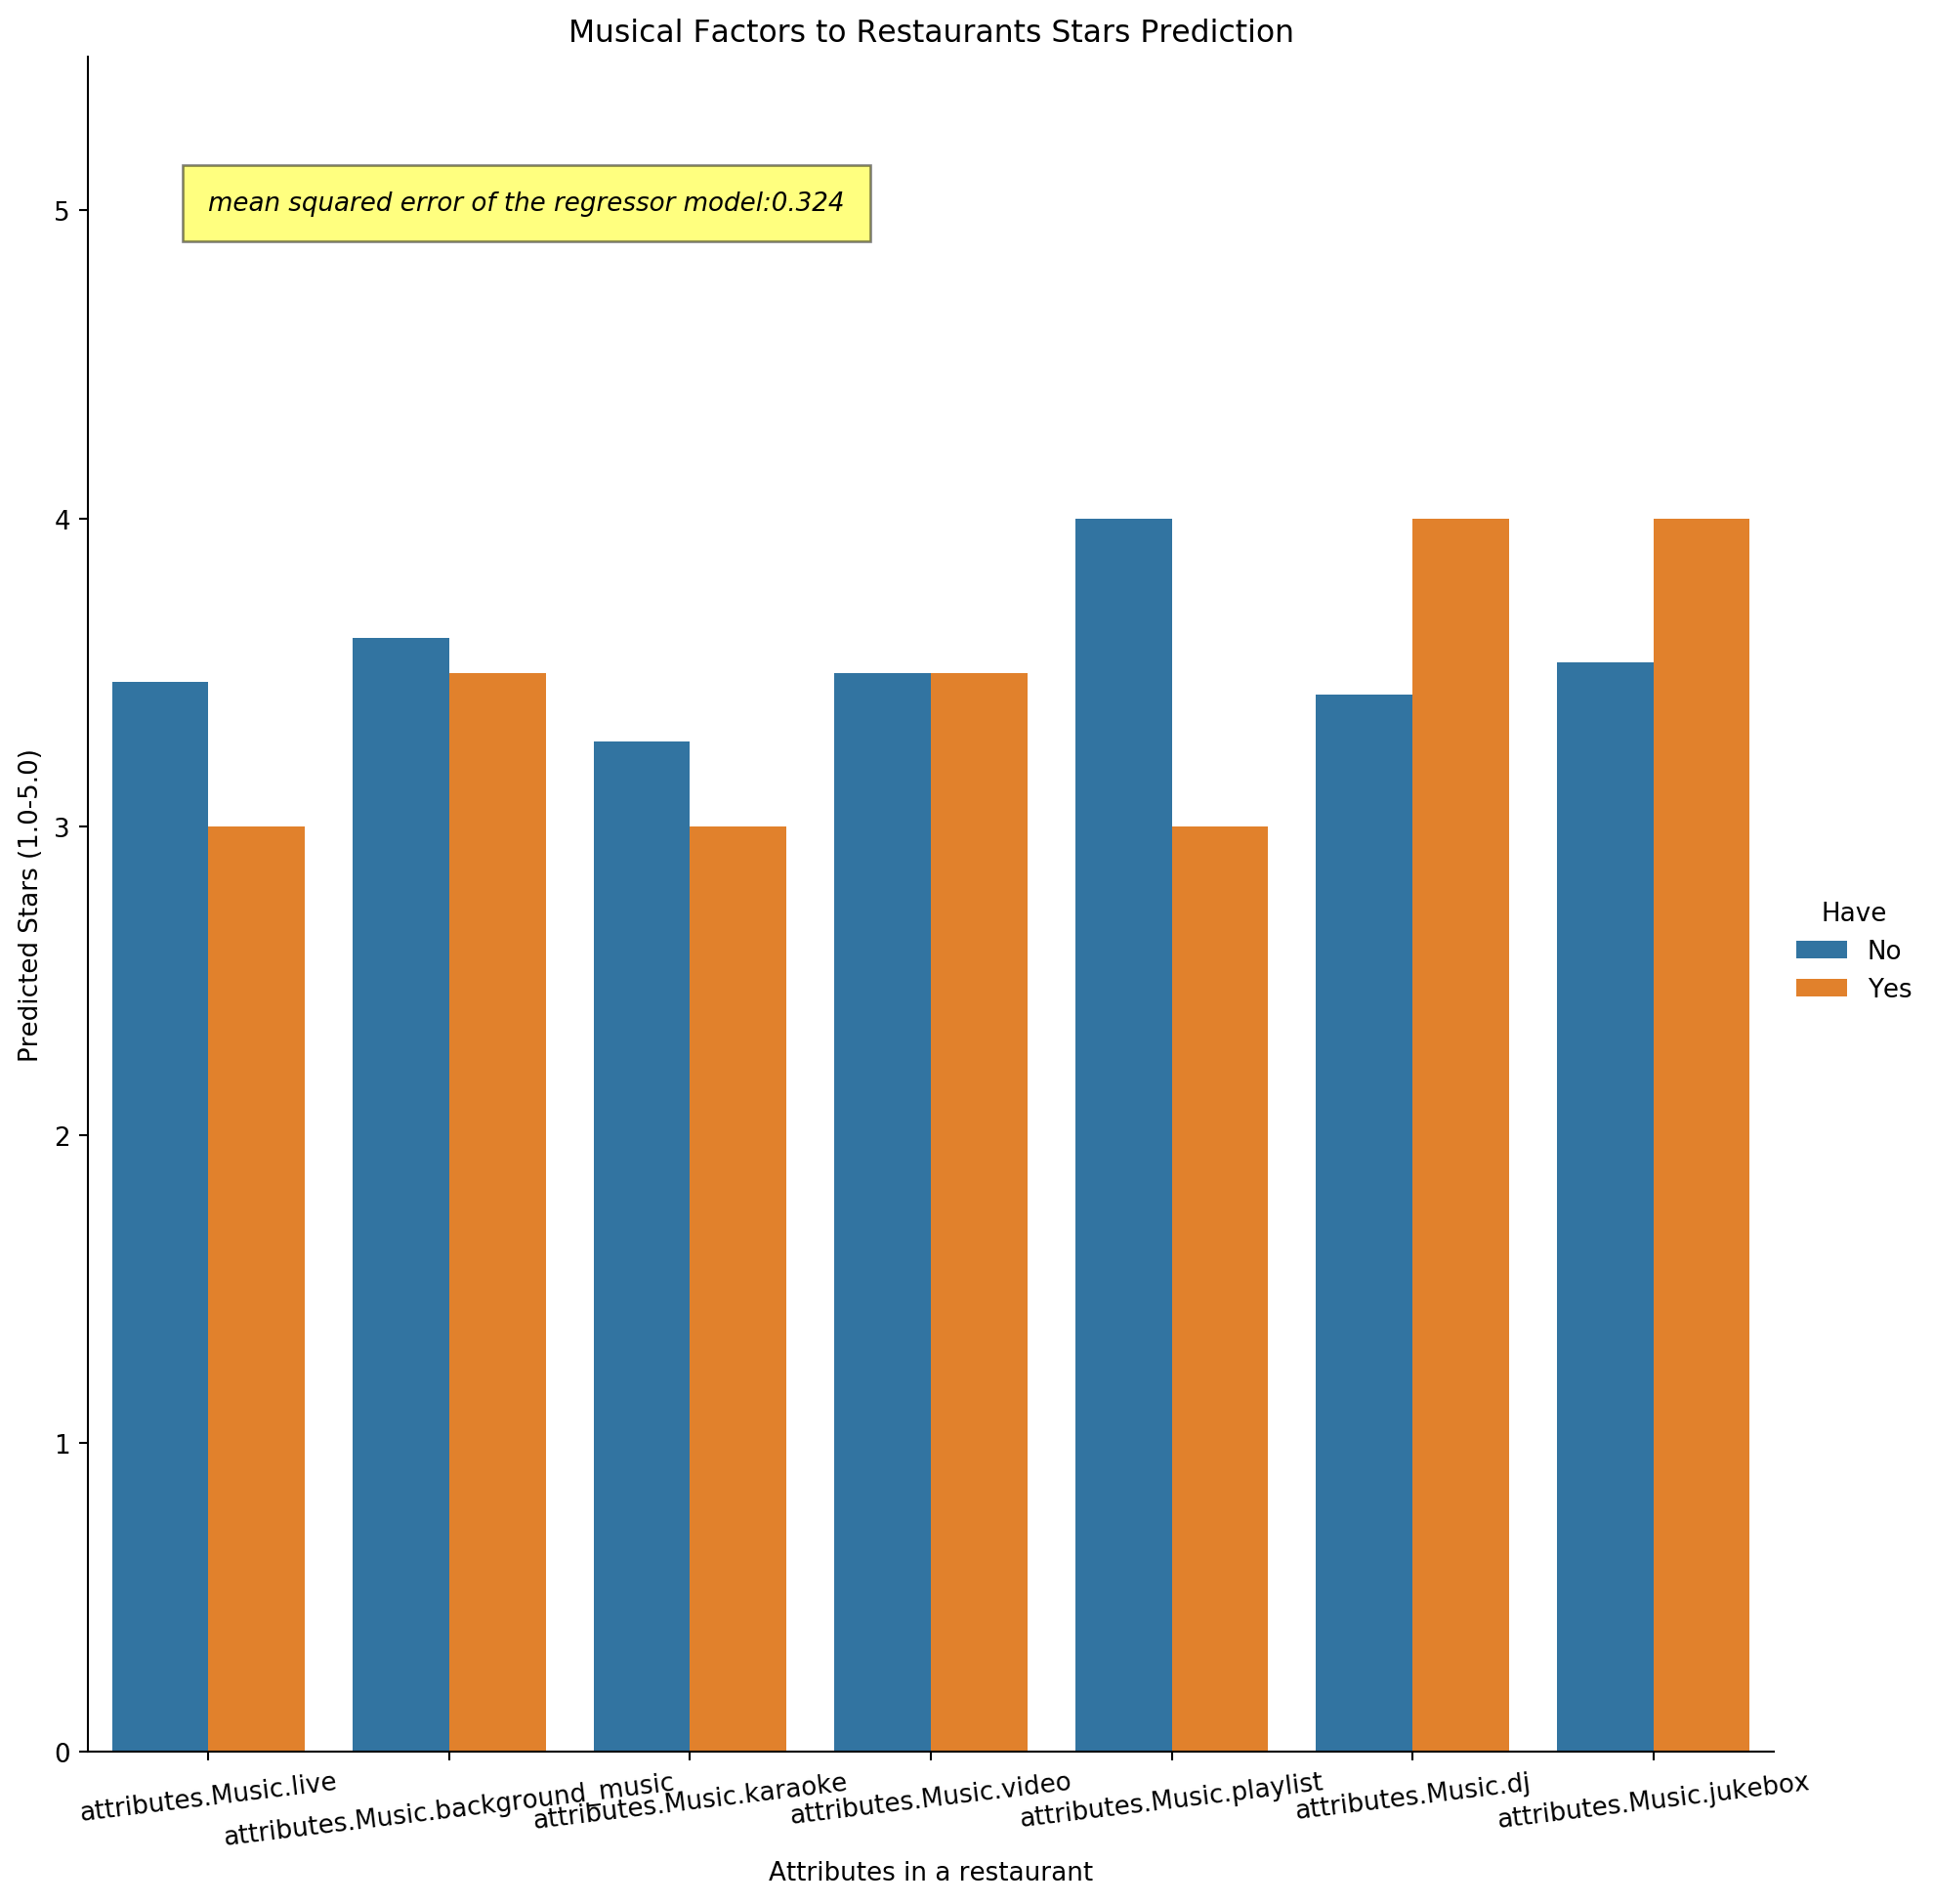 Musical Factors to Restaurants Stars Prediction
mean squared error of the regressor model:0.324
5
4
3
2
1
0
Predicted Stars (1.0-5.0)
Have
No
Yes
attributes.Music.live
attributes.Music.background_music
attributes.Music.karaoke
attributes.Music.video
attributes.Music.playlist
attributes.Music.dj
attributes.Music.jukebox
Attributes in a restaurant